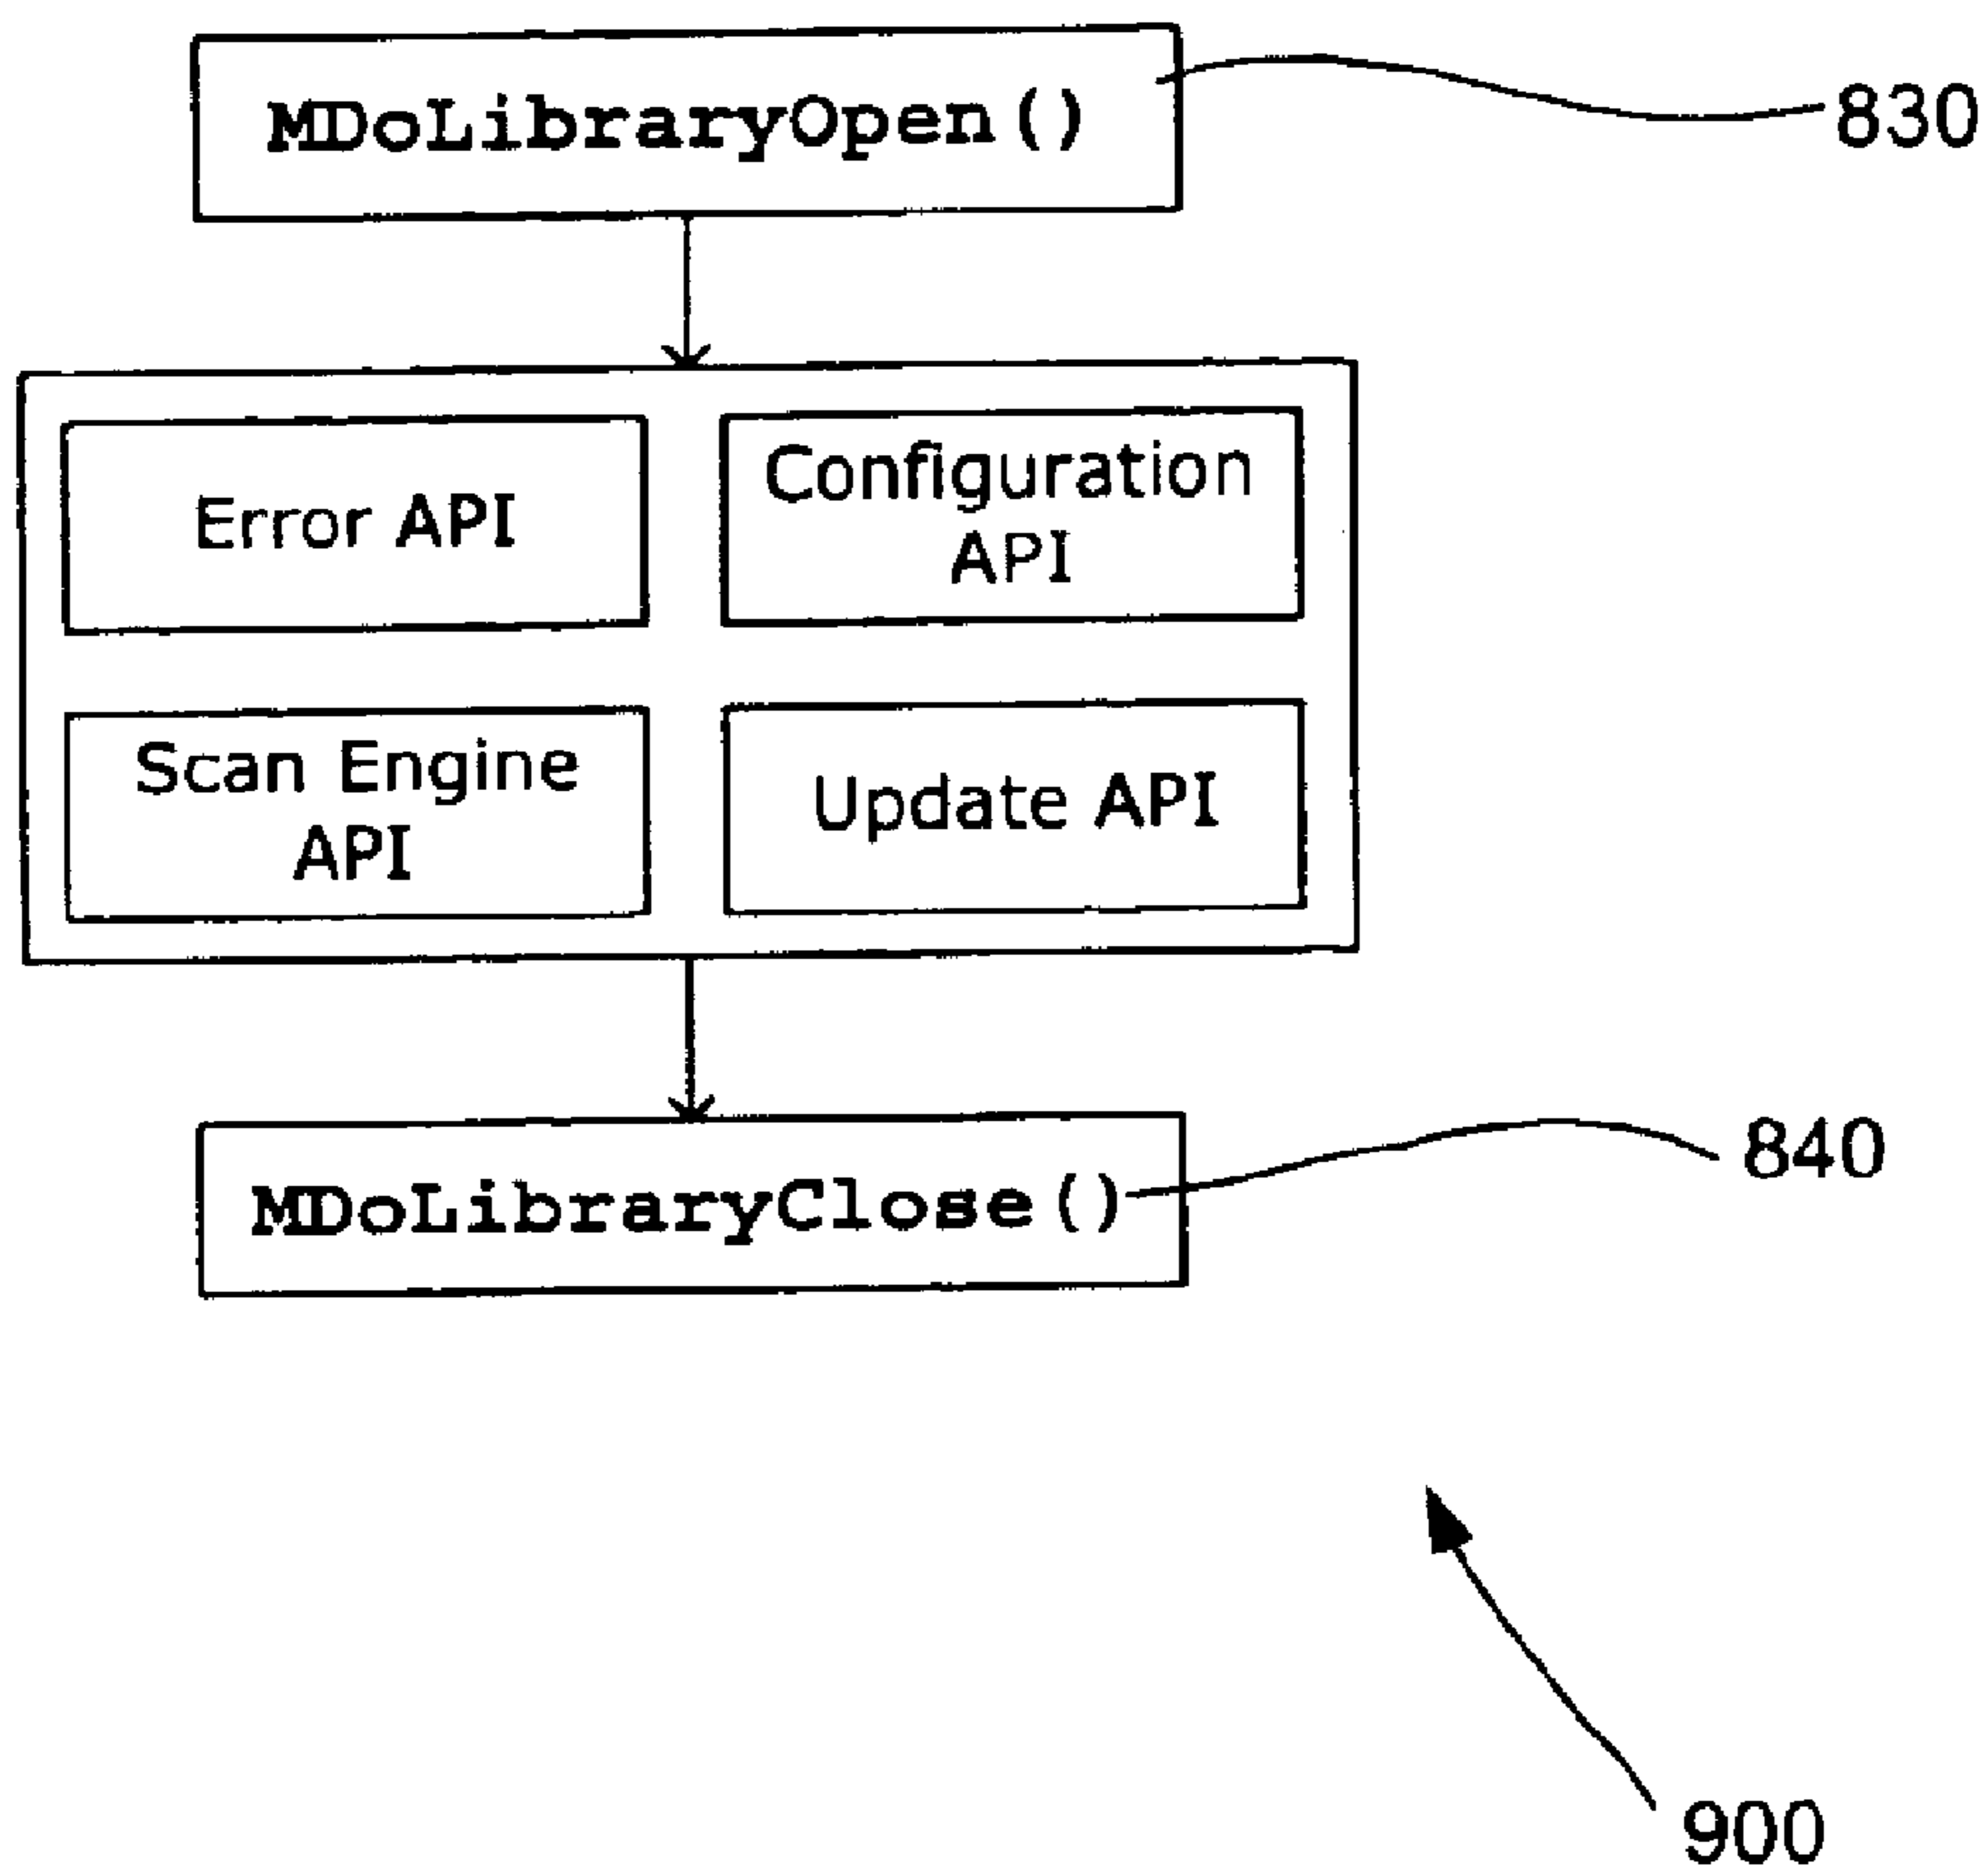 MDoLibraryOpen()
830
Error API
Configuration
API
Scan Engine
API
Update API
MDoLibraryClose()
840
900